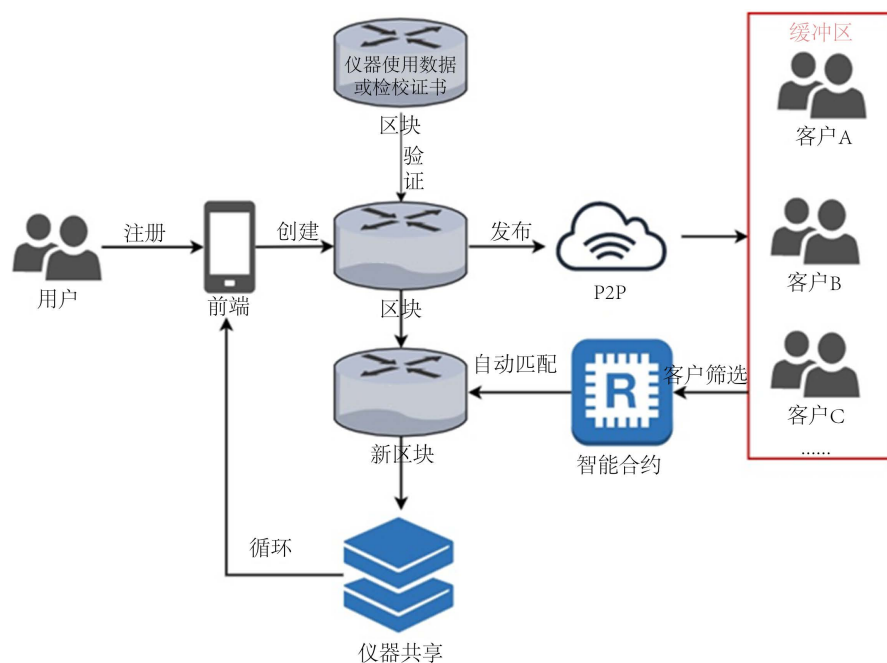 缓冲区
仪器使用数据
或检校证书
客户A
区块
验
证
注册
创建
发布
用户
前端
P2P
客户B
区块
自动匹配
客户筛选
R
客户C
新区块
智能合约
......
循环
仪器共享